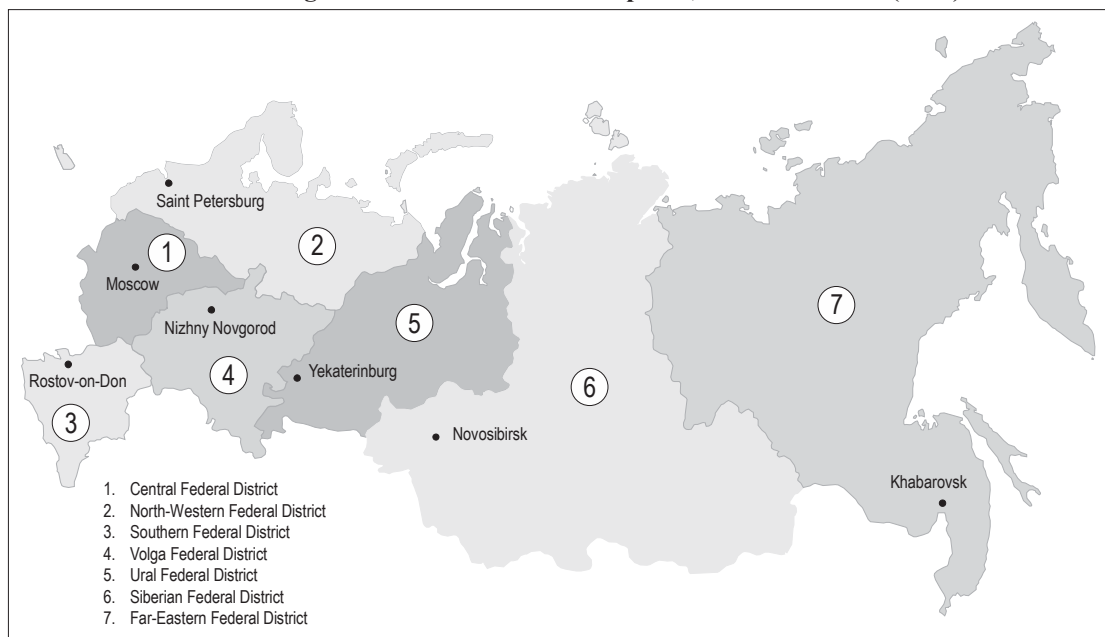 Saint Petersburg
1
2
Moscow
7
Nizhny Novgorod
5
Rostov-on-Don
4
Yekaterinburg
6
3
Novosibirsk
Khabarovsk
1. Central Federal District
2. North-Western Federal District
3. Southern Federal District
4. Volga Federal District
5. Ural Federal District
6. Siberian Federal District
7. Far-Eastern Federal District